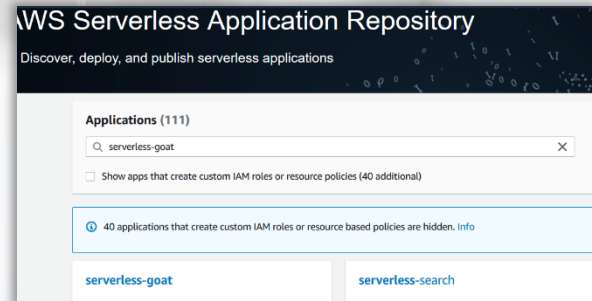 AWS Serverless Application Repository
Discover, deploy, and publish serverless applications
Applications (111)
serverless-goat
Show apps that create custom IAM roles or resource policies (40 additional)
40 applications that create custom IAM roles or resource based policies are hidden. Info
serverless-goat
serverless-search